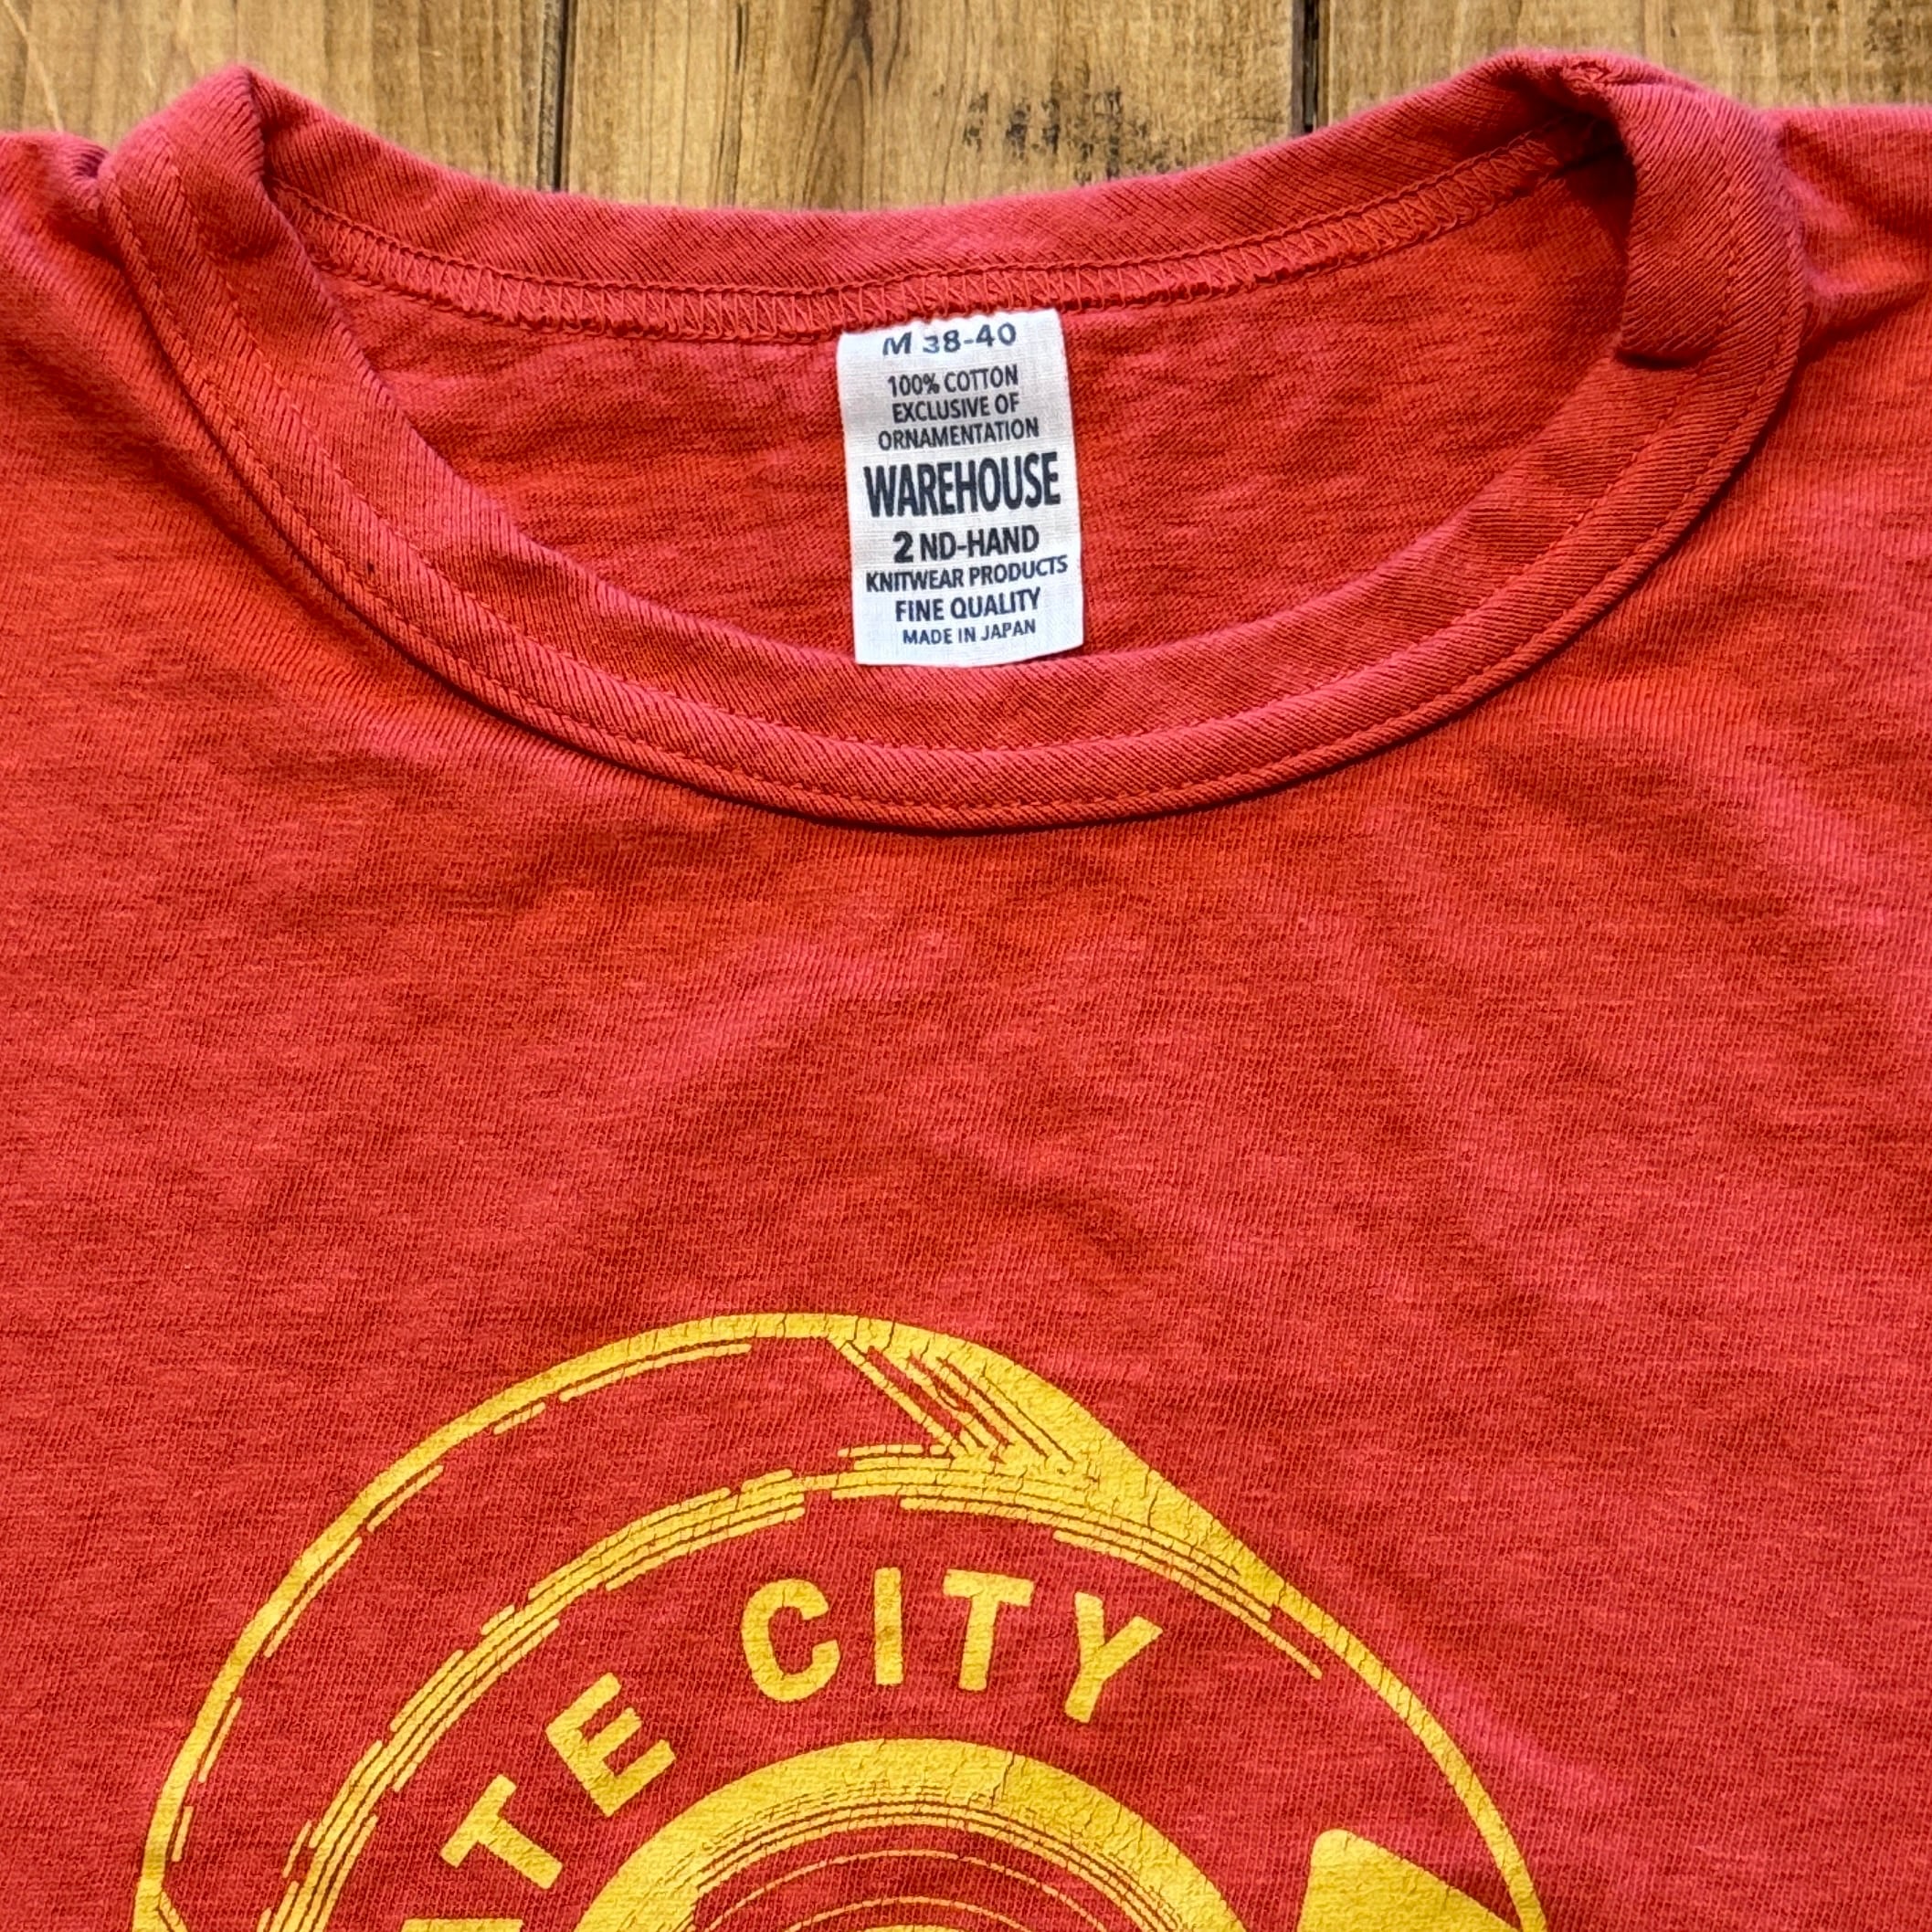 M 38-40
100% COTTON
EXCLUSIVE OF
ORNAMENTATION
WAREHOUSE
2 ND-HAND
KNITWEAR PRODUCTS
FINE QUALITY
MADE IN JAPAN
CITY